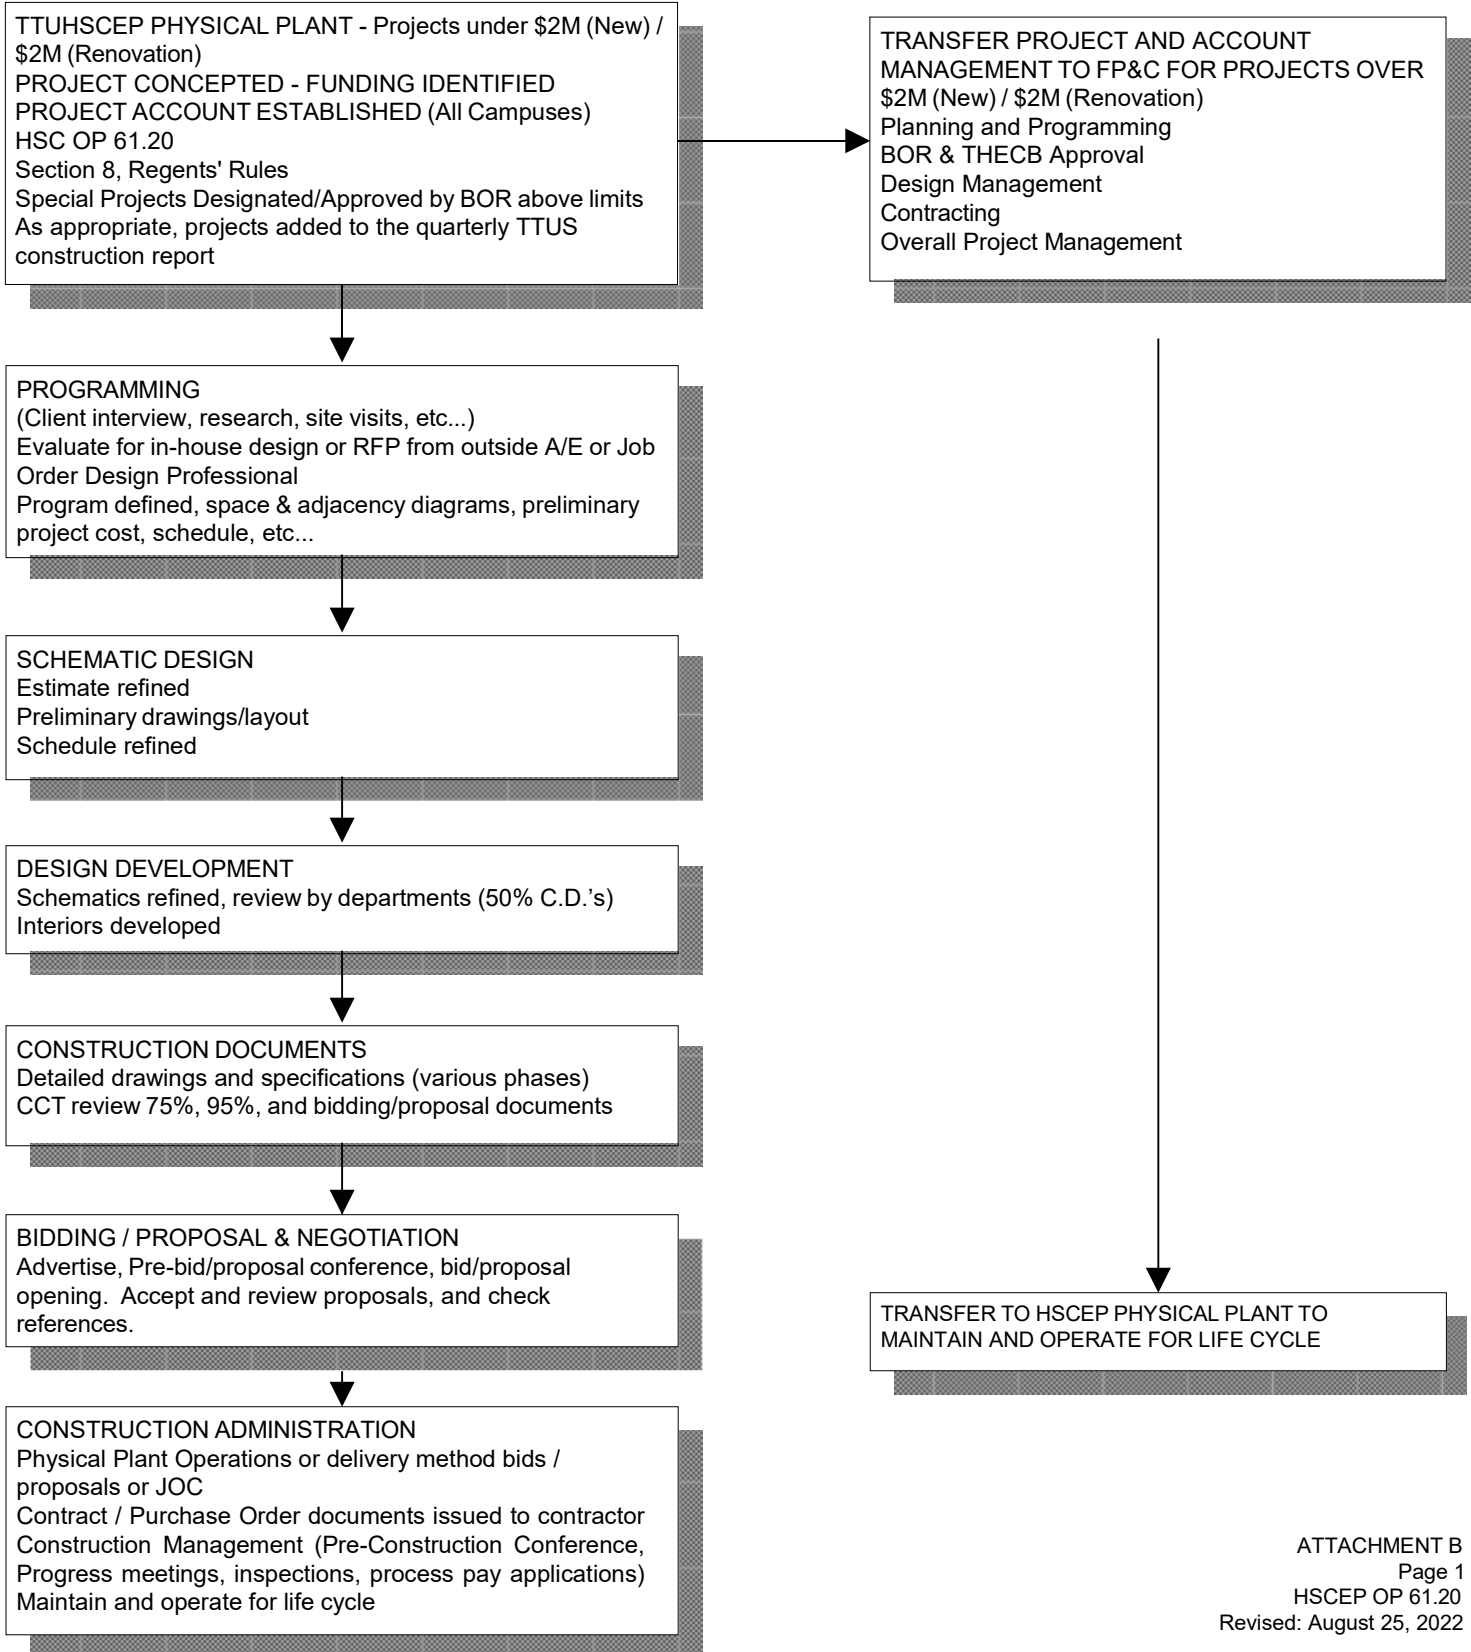 TTUHSCEP PHYSICAL PLANT - Projects under $2M (New) /
$2M (Renovation)
PROJECT CONCEPTED - FUNDING IDENTIFIED
PROJECT ACCOUNT ESTABLISHED (All Campuses)
HSC OP 61.20
Section 8, Regents' Rules
Special Projects Designated/Approved by BOR above limits
As appropriate, projects added to the quarterly TTUS
construction report
TRANSFER PROJECT AND ACCOUNT
MANAGEMENT TO FP&C FOR PROJECTS OVER
$2M (New) / $2M (Renovation)
Planning and Programming
BOR & THECB Approval
Design Management
Contracting
Overall Project Management
PROGRAMMING
(Client interview, research, site visits, etc...)
Evaluate for in-house design or RFP from outside A/E or Job
Order Design Professional
Program defined, space & adjacency diagrams, preliminary
project cost, schedule, etc...
SCHEMATIC DESIGN
Estimate refined
Preliminary drawings/layout
Schedule refined
DESIGN DEVELOPMENT
Schematics refined, review by departments (50% C.D.’s)
Interiors developed
CONSTRUCTION DOCUMENTS
Detailed drawings and specifications (various phases)
CCT review 75%, 95%, and bidding/proposal documents
BIDDING / PROPOSAL & NEGOTIATION
Advertise, Pre-bid/proposal conference, bid/proposal
opening.  Accept and review proposals, and check
references.
TRANSFER TO HSCEP PHYSICAL PLANT TO
MAINTAIN AND OPERATE FOR LIFE CYCLE
CONSTRUCTION ADMINISTRATION
Physical Plant Operations or delivery method bids /
proposals or JOC
Contract / Purchase Order documents issued to contractor
Construction Management (Pre-Construction Conference,
Progress meetings, inspections, process pay applications)
Maintain and operate for life cycle
ATTACHMENT B
Page 1
HSCEP OP 61.20
Revised: August 25, 2022